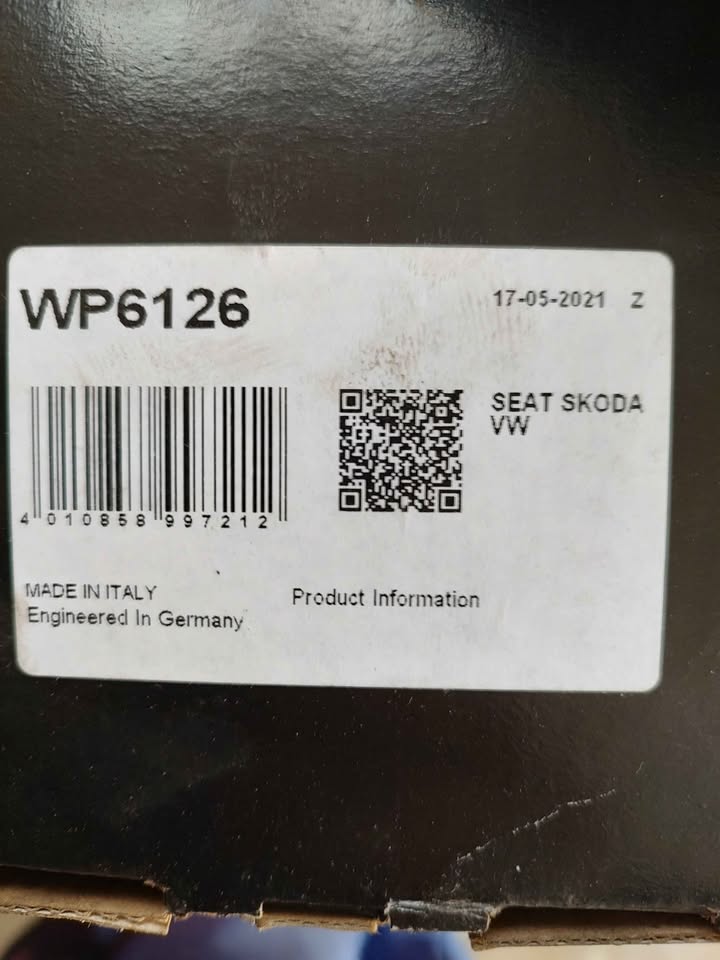 WP6126
17-05-2021 Z
SEAT SKODA
VW
4 010858 997212
MADE IN ITALY
Engineered In Germany
Product Information